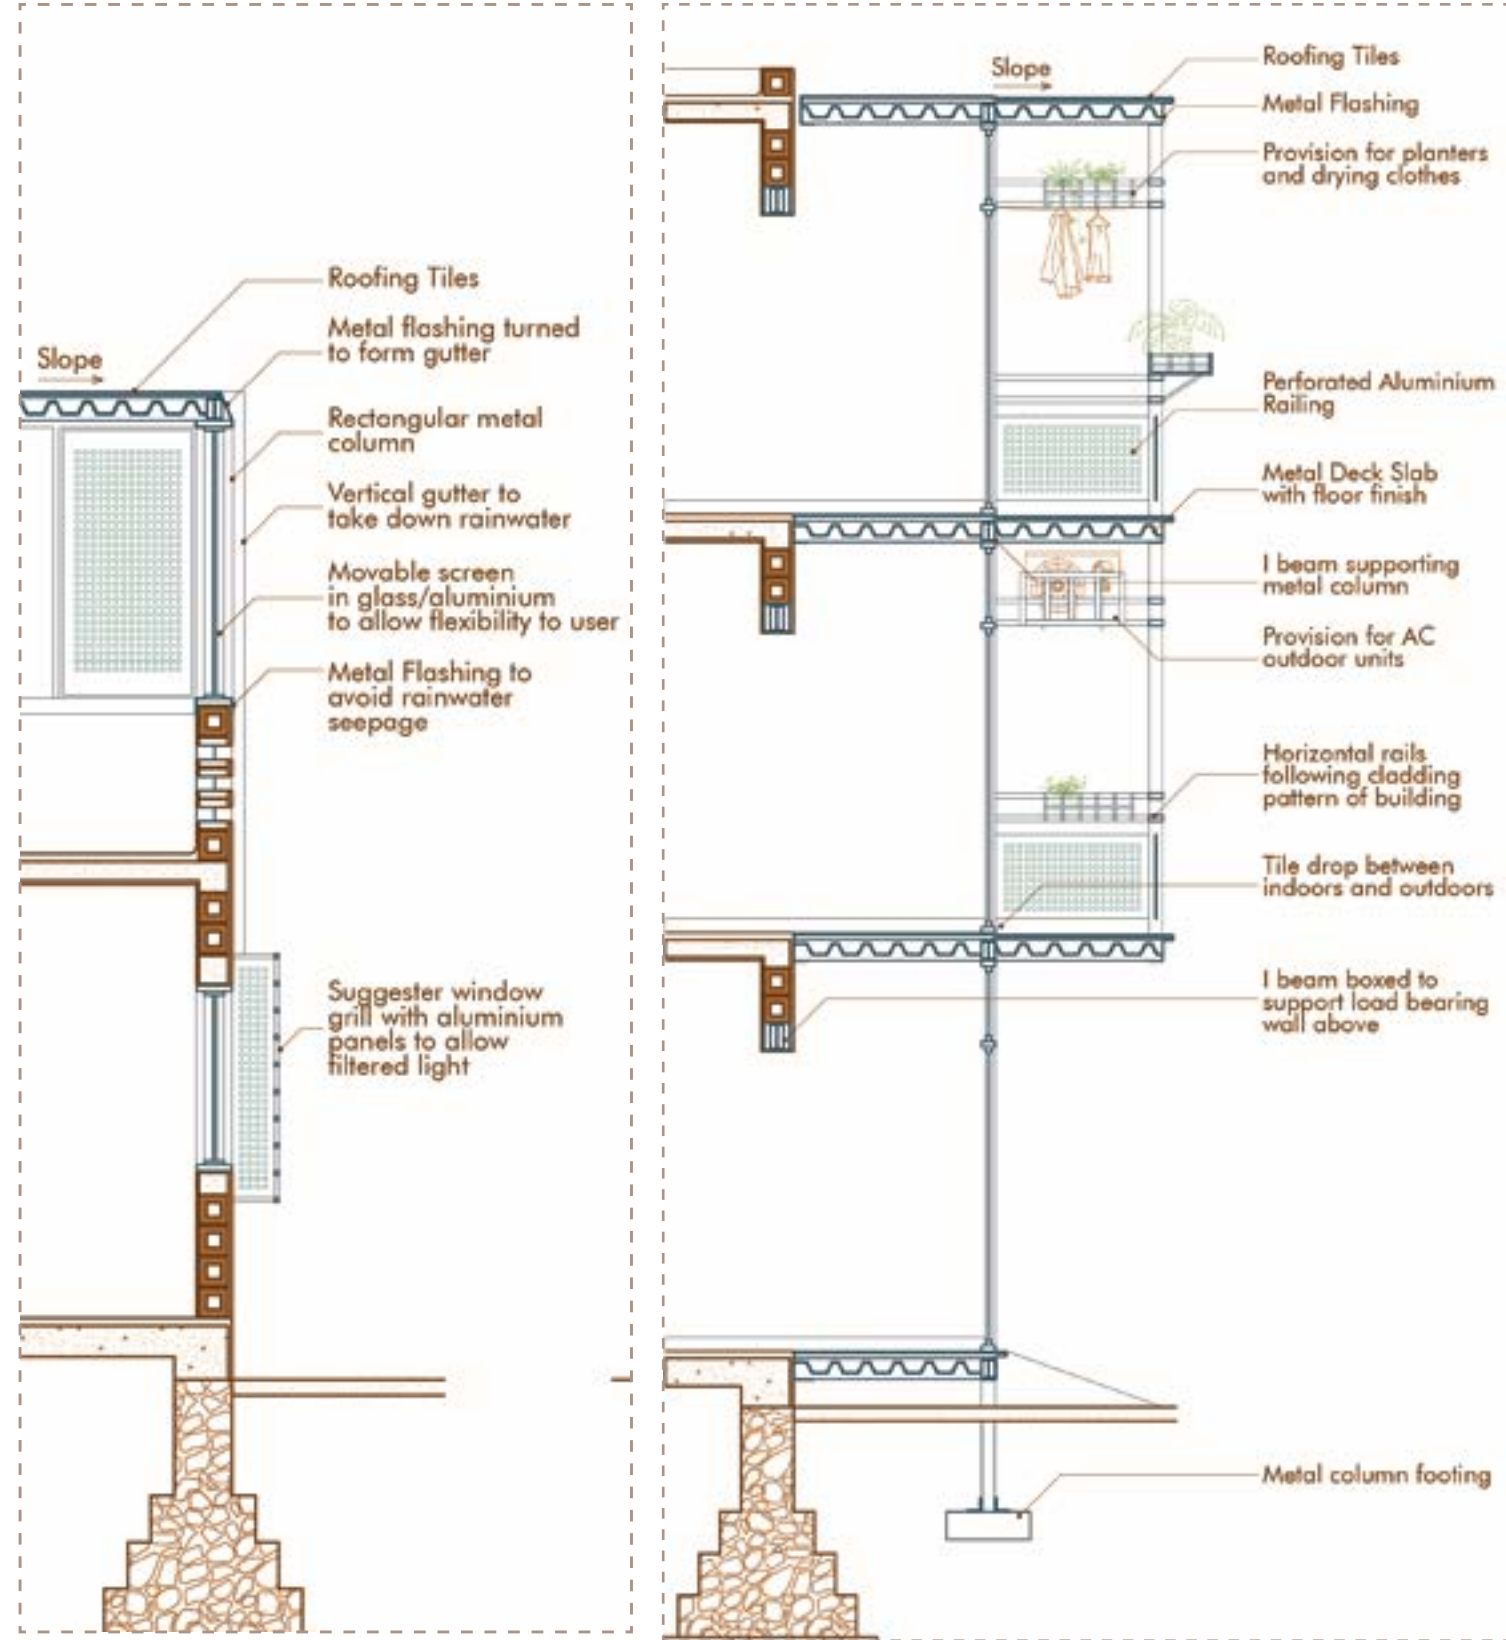 Roofing Tiles
Metal flashing turned
to form gutter
Slope
Rectangular metal
column
Vertical gutter to
take down rainwater
Movable screen
in glass/aluminium
to allow flexibility to user
Metal Flashing to
avoid rainwater
seepage
Suggester window
grill with aluminium
panels to allow
filtered light
Slope
Roofing Tiles
Metal Flashing
Provision for planters
and drying clothes
Perforated Aluminium
Railing
Metal Deck Slab
with floor finish
I beam supporting
metal column
Provision for AC
outdoor units
Horizontal rails
following cladding
pattern of building
Tile drop between
indoors and outdoors
I beam boxed to
support load bearing
wall above
Metal column footing